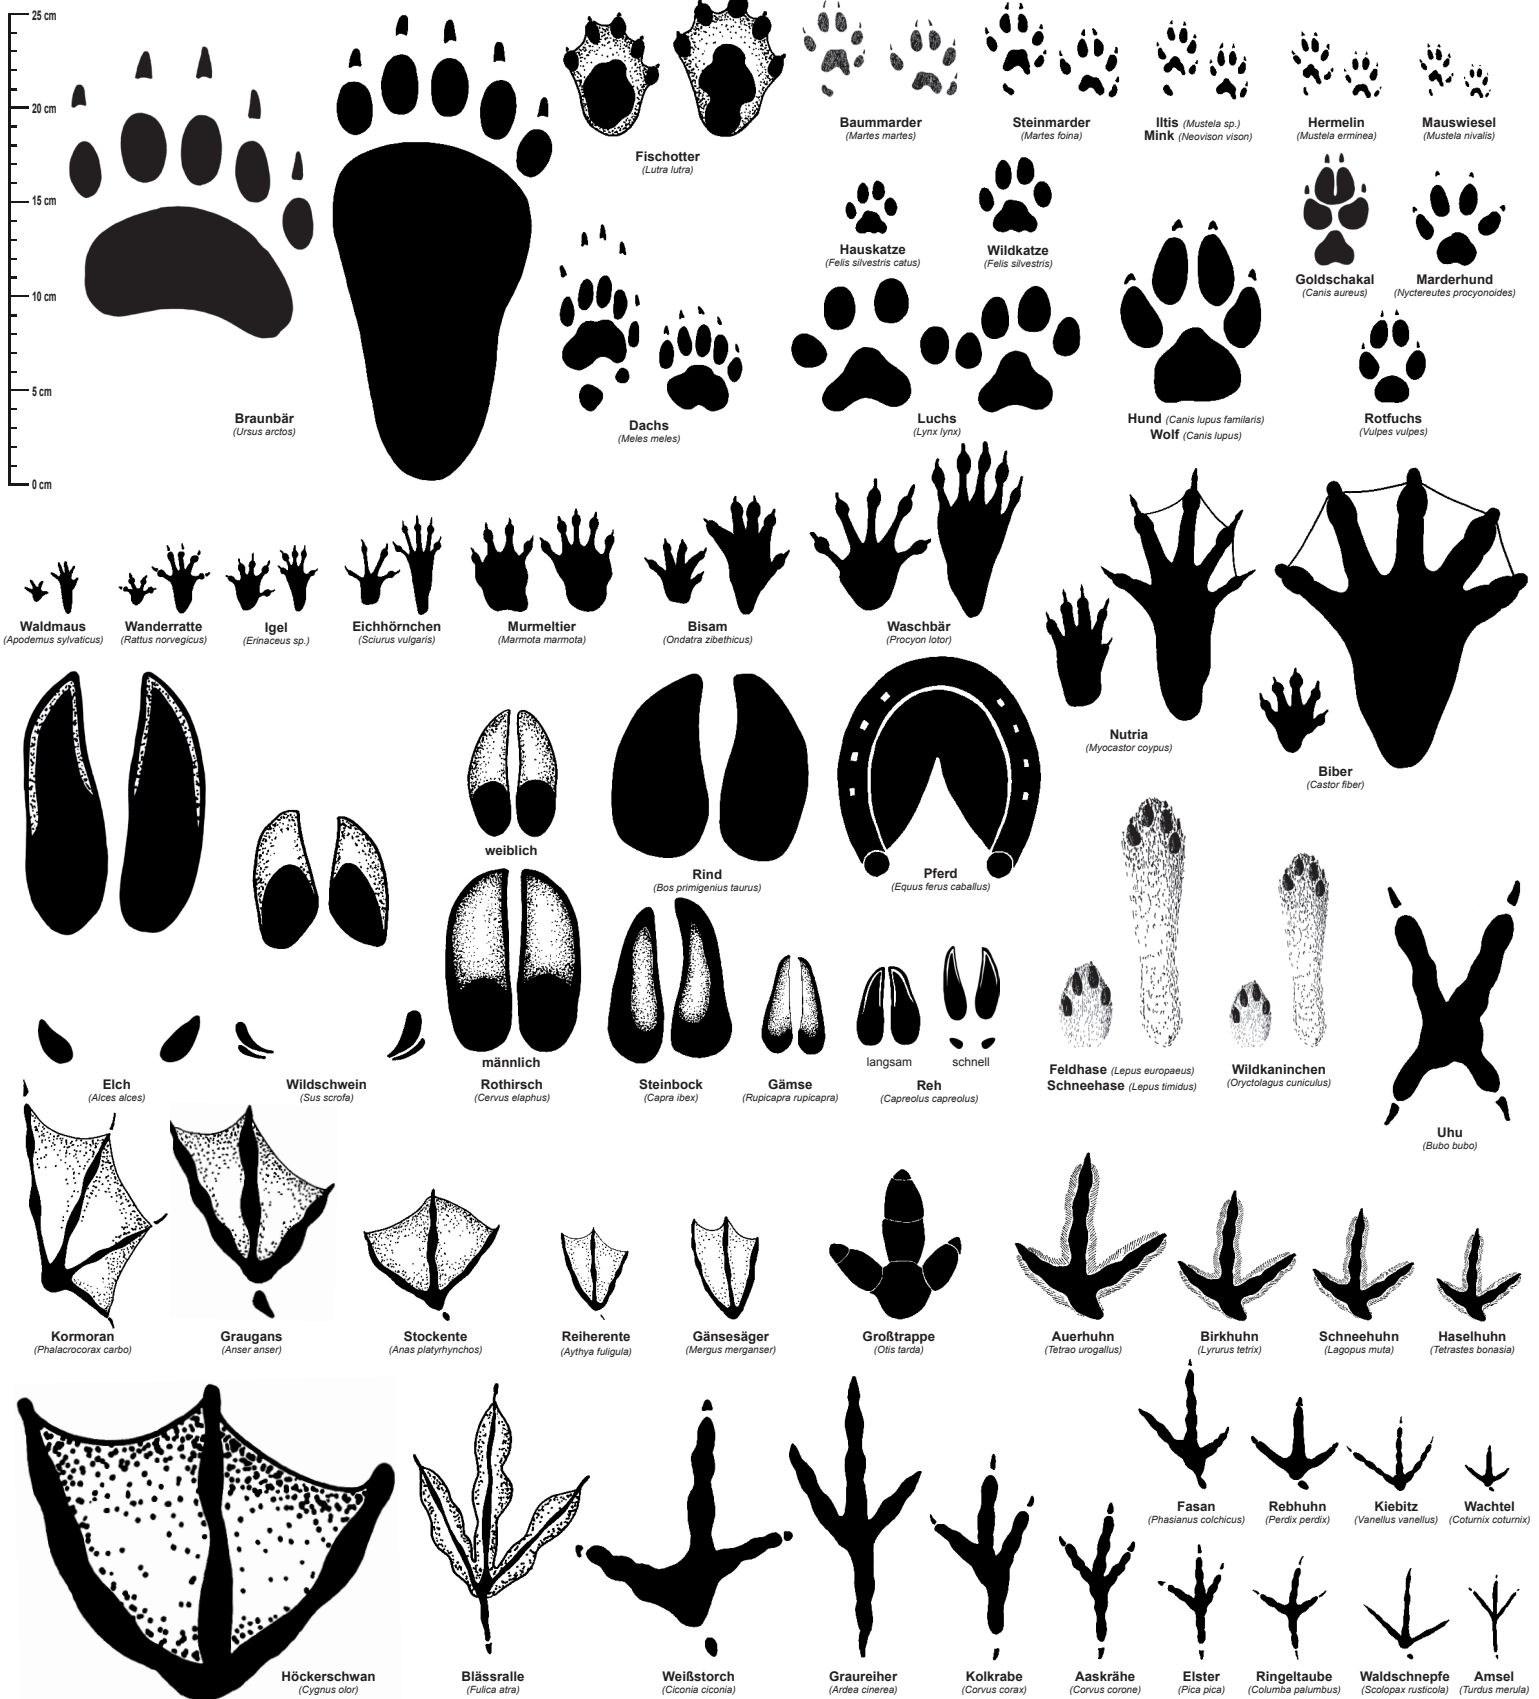 25 cm
20 cm
15 cm
10 cm
5 cm
0 cm
Braunbär
(Ursus arctos)
Fischotter
(Lutra lutra)
Baummarder
(Martes martes)
Steinmarder
(Martes foina)
Iltis (Mustela sp.)
Mink (Neovison vison)
Hermelin
(Mustela erminea)
Mauswiesel
(Mustela nivalis)
Hauskatze
(Felis silvestris catus)
Wildkatze
(Felis silvestris)
Goldschakal
(Canis aureus)
Marderhund
(Nyctereutes procyonoides)
Dachs
(Meles meles)
Luchs
(Lynx lynx)
Hund (Canis lupus familaris)
Wolf (Canis lupus)
Rotfuchs
(Vulpes vulpes)
Waldmaus
(Apodemus sylvaticus)
Wanderratte
(Rattus norvegicus)
Igel
(Erinaceus sp.)
Eichhörnchen
(Sciurus vulgaris)
Murmeltier
(Marmota marmota)
Bisam
(Ondatra zibethicus)
Waschbär
(Procyon lotor)
Nutria
(Myocastor coypus)
Biber
(Castor fiber)
weiblich
Rind
(Bos primigenius taurus)
Pferd
(Equus ferus caballus)
männlich
langsam
schnell
Elch
(Alces alces)
Wildschwein
(Sus scrofa)
Rothirsch
(Cervus elaphus)
Steinbock
(Capra ibex)
Gämse
(Rupicapra rupicapra)
Reh
(Capreolus capreolus)
Feldhase (Lepus europaeus)
Schneehase (Lepus timidus)
Wildkaninchen
(Oryctolagus cuniculus)
Uhu
(Bubo bubo)
Kormoran
(Phalacrocorax carbo)
Graugans
(Anser anser)
Stockente
(Anas platyrhynchos)
Reiherente
(Aythya fuligula)
Gänsesäger
(Mergus merganser)
Großtrappe
(Otis tarda)
Auerhuhn
(Tetrao urogallus)
Birkhuhn
(Lyrurus tetrix)
Schneehuhn
(Lagopus muta)
Haselhuhn
(Tetrastes bonasia)
Fasan
(Phasianus colchicus)
Rebhuhn
(Perdix perdix)
Kiebitz
(Vanellus vanellus)
Wachtel
(Coturnix coturnix)
Höckerschwan
(Cygnus olor)
Blässralle
(Fulica atra)
Weißstorch
(Ciconia ciconia)
Graureiher
(Ardea cinerea)
Kolkrabe
(Corvus corax)
Aaskrähe
(Corvus corone)
Elster
(Pica pica)
Ringeltaube
(Columba palumbus)
Waldschnepfe
(Scolopax rusticola)
Amsel
(Turdus merula)